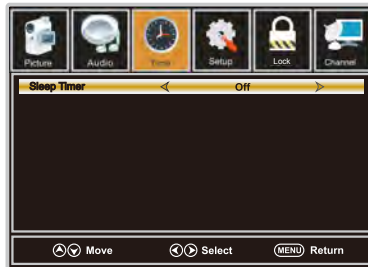 Picture Audio Time Setup Lock Channel
Sleep Timer Off
Move Select MENU Return